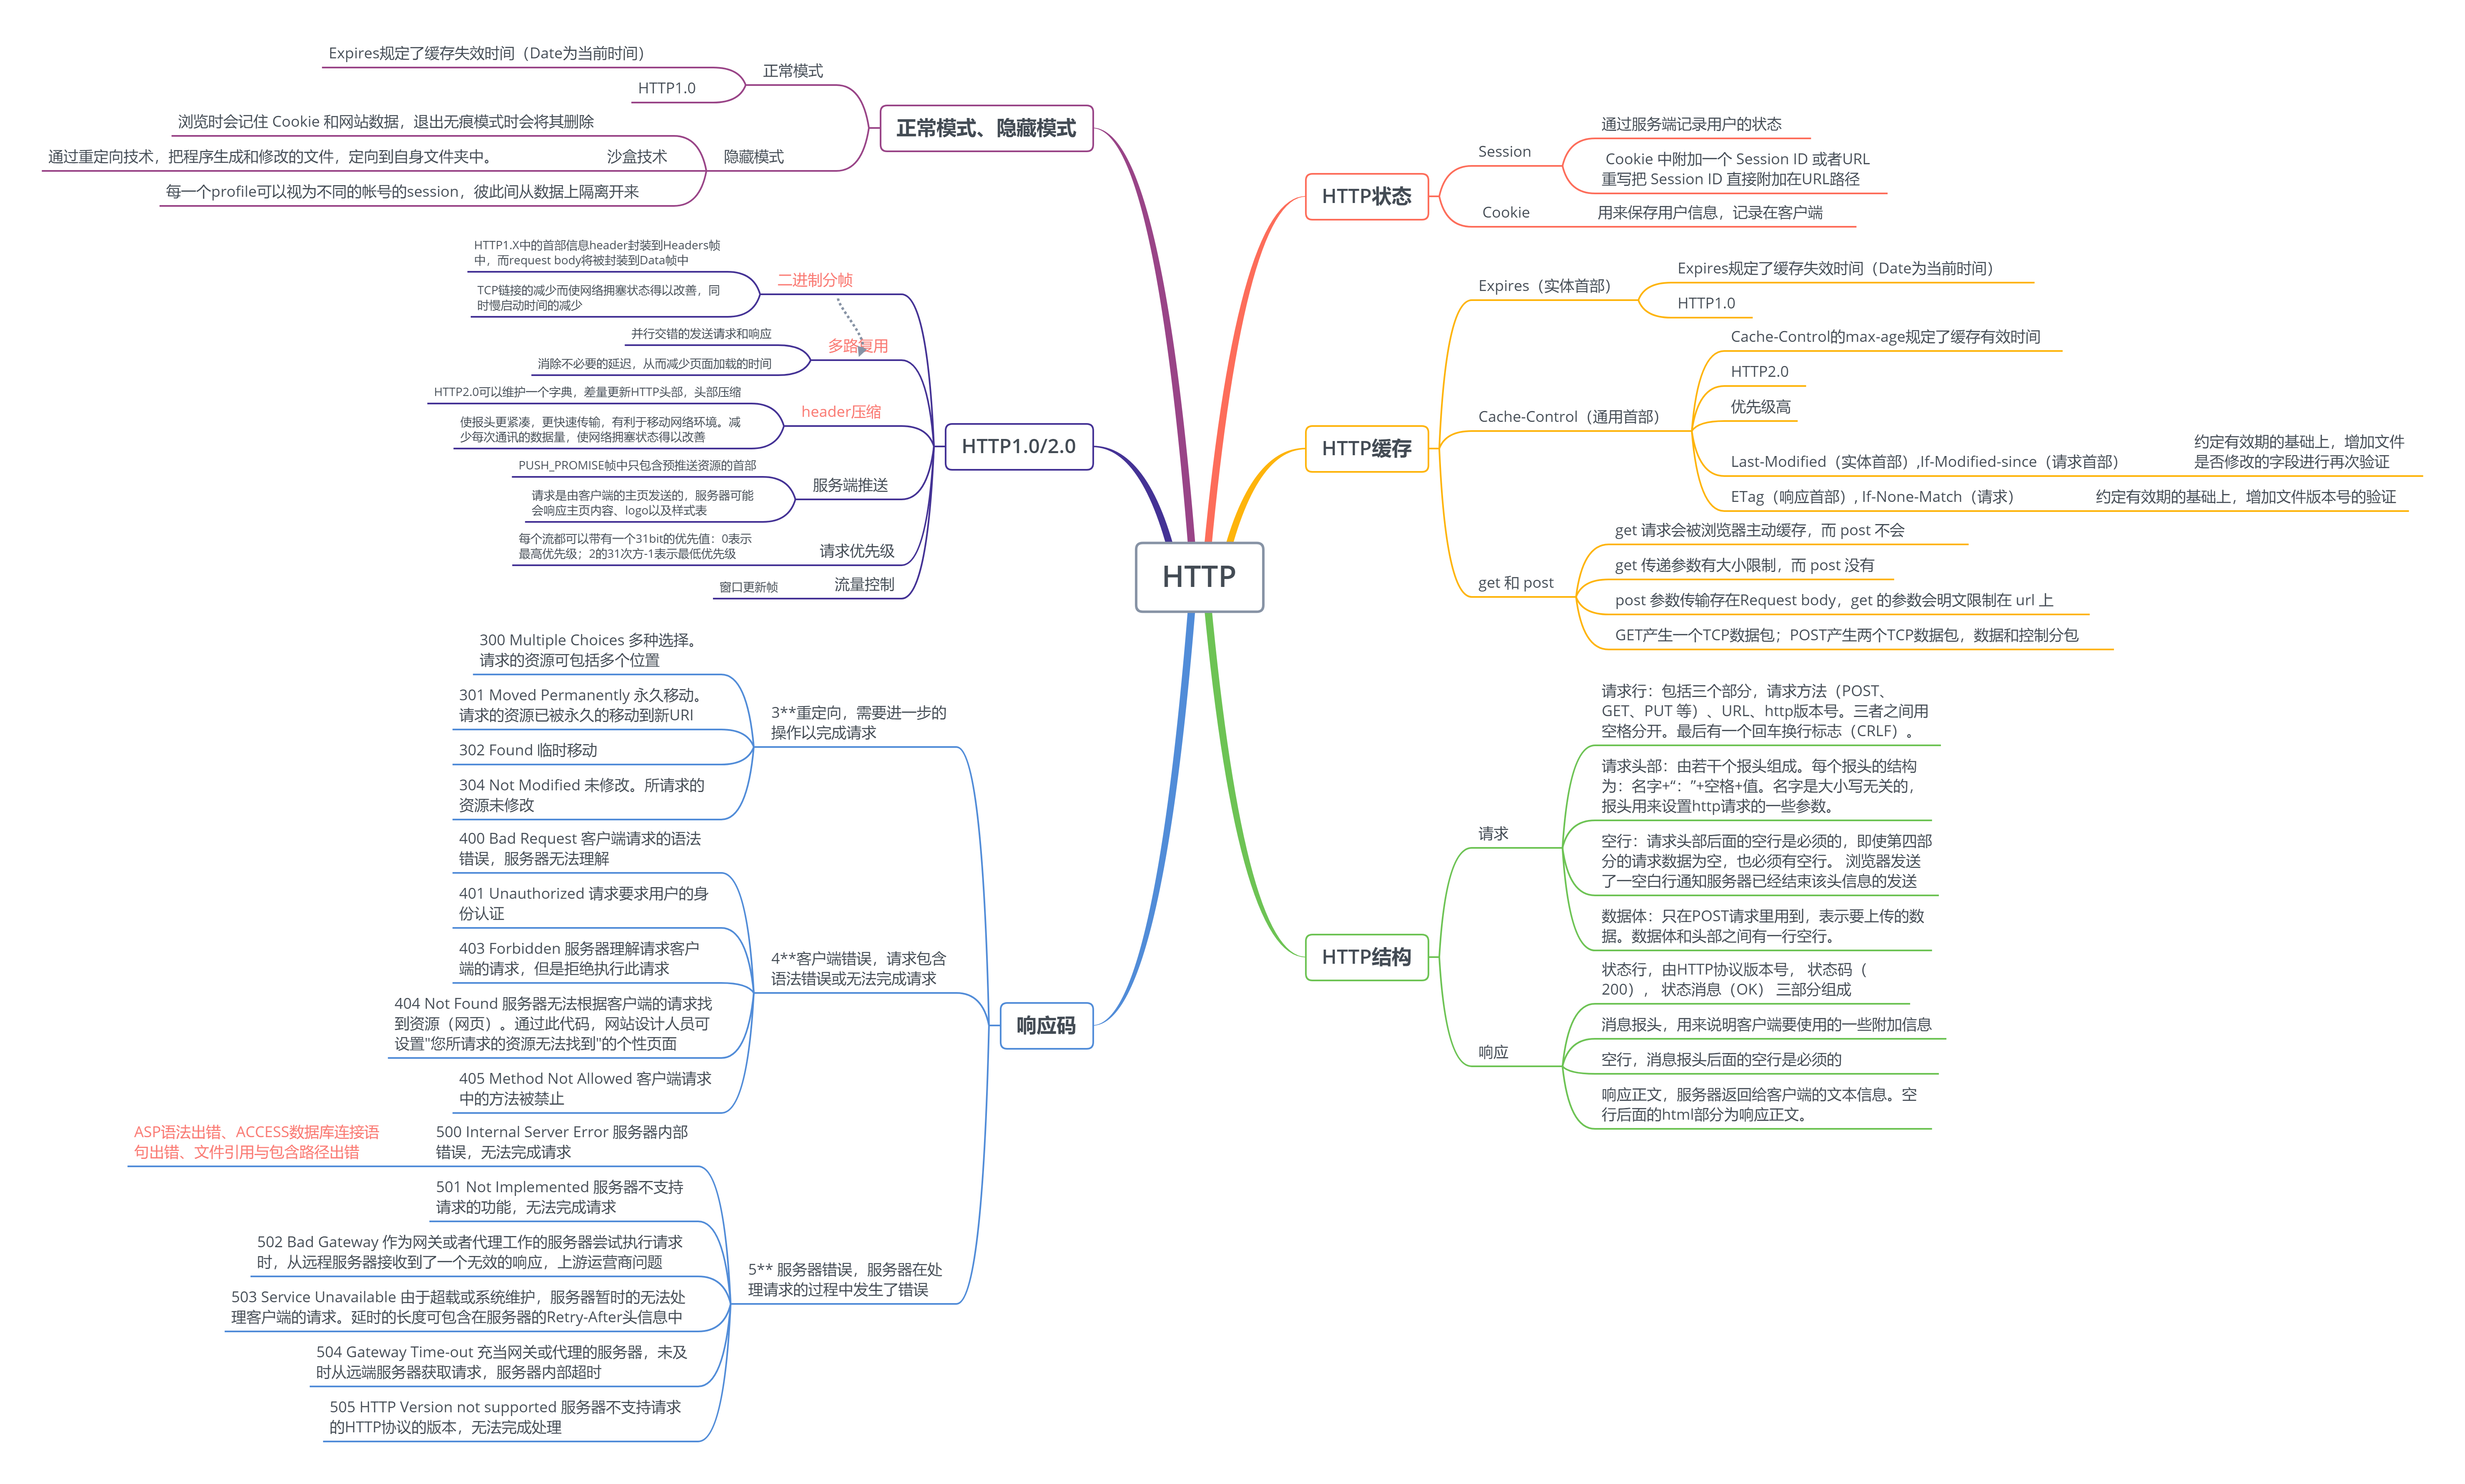 HTTP
正常模式、隐藏模式
正常模式
Expires规定了缓存失效时间（Date为当前时间）
HTTP1.0
隐藏模式
浏览时会记住 Cookie 和网站数据，退出无痕模式时会将其删除
沙盒技术
通过重定向技术，把程序生成和修改的文件，定向到自身文件夹中。
每一个profile可以视为不同的帐号的session，彼此间从数据上隔离开来
HTTP1.0/2.0
二进制分帧
HTTP1.X中的首部信息header封装到Headers帧
中，而request body将被封装到Data帧中
TCP链接的减少而使网络拥塞状态得以改善，同
时慢启动时间的减少
多路复用
并行交错的发送请求和响应
消除不必要的延迟，从而减少页面加载的时间
header压缩
HTTP2.0可以维护一个字典，差量更新HTTP头部，头部压缩
使报头更紧凑，更快速传输，有利于移动网络环境。减
少每次通讯的数据量，使网络拥塞状态得以改善
服务端推送
PUSH_PROMISE帧中只包含预推送资源的首部
请求是由客户端的主页发送的，服务器可能
会响应主页内容、logo以及样式表
请求优先级
每个流都可以带有一个31bit的优先值：0表示
最高优先级；2的31次方-1表示最低优先级
流量控制
窗口更新帧
响应码
3**重定向，需要进一步的
操作以完成请求
300 Multiple Choices 多种选择。
请求的资源可包括多个位置
301 Moved Permanently 永久移动。
请求的资源已被永久的移动到新URI
302 Found 临时移动
304 Not Modified 未修改。所请求的
资源未修改
4**客户端错误，请求包含
语法错误或无法完成请求
400 Bad Request 客户端请求的语法
错误，服务器无法理解
401 Unauthorized 请求要求用户的身
份认证
403 Forbidden 服务器理解请求客户
端的请求，但是拒绝执行此请求
404 Not Found 服务器无法根据客户端的请求找
到资源（网页）。通过此代码，网站设计人员可
设置"您所请求的资源无法找到"的个性页面
405 Method Not Allowed 客户端请求
中的方法被禁止
5** 服务器错误，服务器在处
理请求的过程中发生了错误
500 Internal Server Error 服务器内部
错误，无法完成请求
ASP语法出错、ACCESS数据库连接语
句出错、文件引用与包含路径出错
501 Not Implemented 服务器不支持
请求的功能，无法完成请求
502 Bad Gateway 作为网关或者代理工作的服务器尝试执行请求
时，从远程服务器接收到了一个无效的响应，上游运营商问题
503 Service Unavailable 由于超载或系统维护，服务器暂时的无法处
理客户端的请求。延时的长度可包含在服务器的Retry-After头信息中
504 Gateway Time-out 充当网关或代理的服务器，未及
时从远端服务器获取请求，服务器内部超时
505 HTTP Version not supported 服务器不支持请求
的HTTP协议的版本，无法完成处理
HTTP状态
Session
通过服务端记录用户的状态
Cookie 中附加一个 Session ID 或者URL
重写把 Session ID 直接附加在URL路径
Cookie
用来保存用户信息，记录在客户端
HTTP缓存
Expires（实体首部）
Expires规定了缓存失效时间（Date为当前时间）
HTTP1.0
Cache-Control（通用首部）
Cache-Control的max-age规定了缓存有效时间
HTTP2.0
优先级高
Last-Modified（实体首部）,If-Modified-since（请求首部）
约定有效期的基础上，增加文件
是否修改的字段进行再次验证
ETag（响应首部）, If-None-Match（请求）
约定有效期的基础上，增加文件版本号的验证
get 和 post
get 请求会被浏览器主动缓存，而 post 不会
get 传递参数有大小限制，而 post 没有
post 参数传输存在Request body，get 的参数会明文限制在 url 上
GET产生一个TCP数据包；POST产生两个TCP数据包，数据和控制分包
HTTP结构
请求
请求行：包括三个部分，请求方法（POST、
GET、PUT 等）、URL、http版本号。三者之间用
空格分开。最后有一个回车换行标志（CRLF）。
请求头部：由若干个报头组成。每个报头的结构
为：名字+“：”+空格+值。名字是大小写无关的，
报头用来设置http请求的一些参数。
空行：请求头部后面的空行是必须的，即使第四部
分的请求数据为空，也必须有空行。 浏览器发送
了一空白行通知服务器已经结束该头信息的发送
数据体：只在POST请求里用到，表示要上传的数
据。数据体和头部之间有一行空行。
响应
状态行，由HTTP协议版本号， 状态码（
200）， 状态消息（OK） 三部分组成
消息报头，用来说明客户端要使用的一些附加信息
空行，消息报头后面的空行是必须的
响应正文，服务器返回给客户端的文本信息。空
行后面的html部分为响应正文。